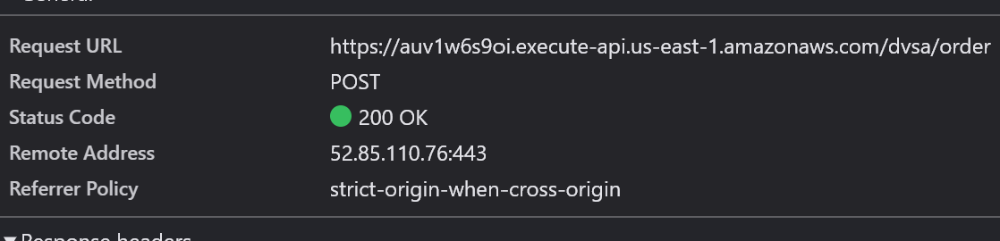 General
Request URL https://auv1w6s9oi.execute-api.us-east-1.amazonaws.com/dvsa/order
Request Method POST
Status Code 200 OK
Remote Address 52.85.110.76:443
Referrer Policy strict-origin-when-cross-origin
Response headers